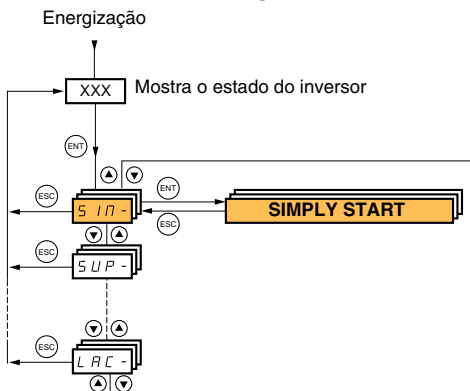 Energização
XXX
Mostra o estado do inversor
ENT
ESC
ENT
SIM-
SIMPLY START
ESC
ESC
SUP-
ESC
LAC-